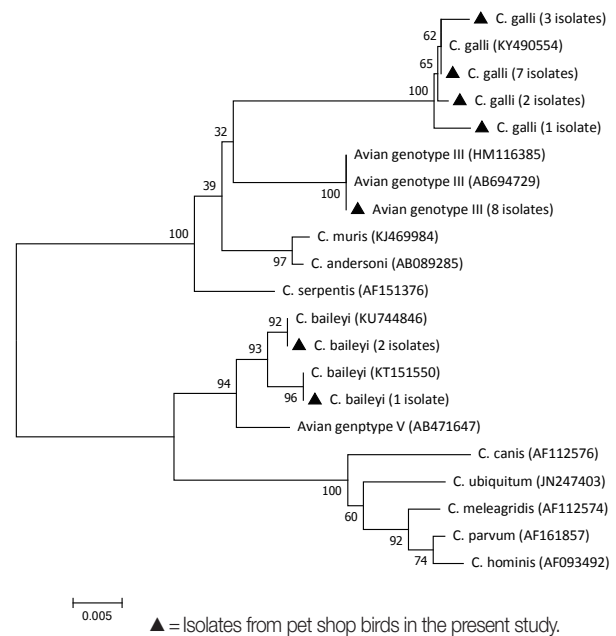 ▲ C. galli (3 isolates)
62
C. galli (KY490554)
65
▲ C. galli (7 isolates)
100
▲ C. galli (2 isolates)
▲ C. galli (1 isolate)
32
Avian genotype III (HM116385)
Avian genotype III (AB694729)
100
▲ Avian genotype III (8 isolates)
39
C. muris (KJ469984)
100
97
C. andersoni (AB089285)
C. serpentis (AF151376)
C. baileyi (KU744846)
92
▲ C. baileyi (2 isolates)
93
C. baileyi (KT151550)
94
96
▲ C. baileyi (1 isolate)
Avian genptype V (AB471647)
C. canis (AF112576)
100
C. ubiquitum (JN247403)
60
C. meleagridis (AF112574)
92
C. parvum (AF161857)
74
C. hominis (AF093492)
0.005
▲ = Isolates from pet shop birds in the present study.